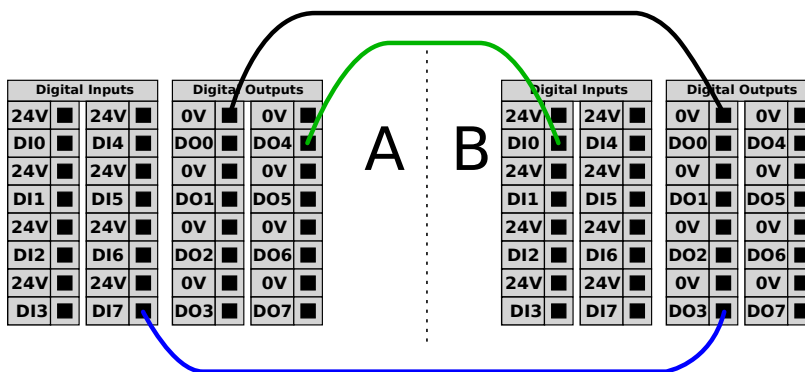 Digital Inputs Digital Outputs Digital Inputs Digital Outputs
24V 24V 0V 0V 24V 24V 0V 0V
DI0 DI4 DO0 DO4 A B DI0 DI4 DO0 DO4
24V 24V 0V 0V 24V 24V 0V 0V
DI1 DI5 DO1 DO5 DI1 DI5 DO1 DO5
24V 24V 0V 0V 24V 24V 0V 0V
DI2 DI6 DO2 DO6 DI2 DI6 DO2 DO6
24V 24V 0V 0V 24V 24V 0V 0V
DI3 DI7 DO3 DO7 DI3 DI7 DO3 DO7